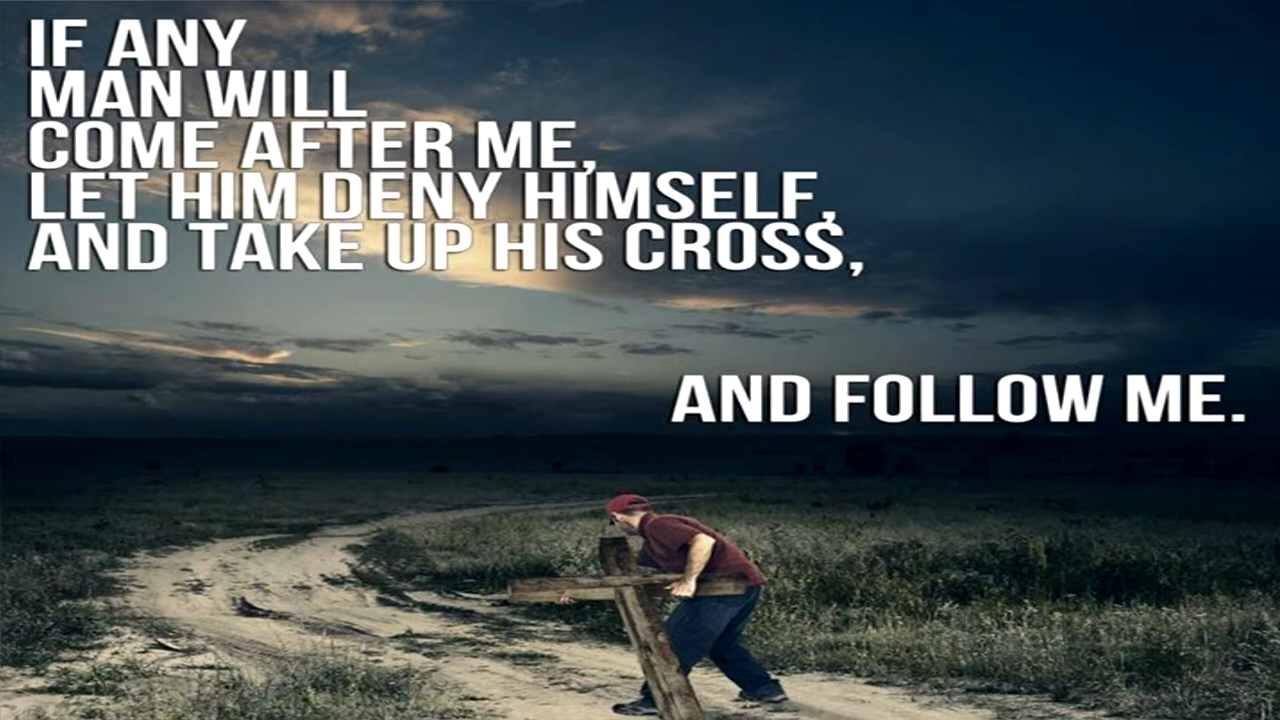 IF ANY
MAN WILL
COME AFTER ME,
LET HIM DENY HIMSELF,
AND TAKE UP HIS CROSS,
AND FOLLOW ME.